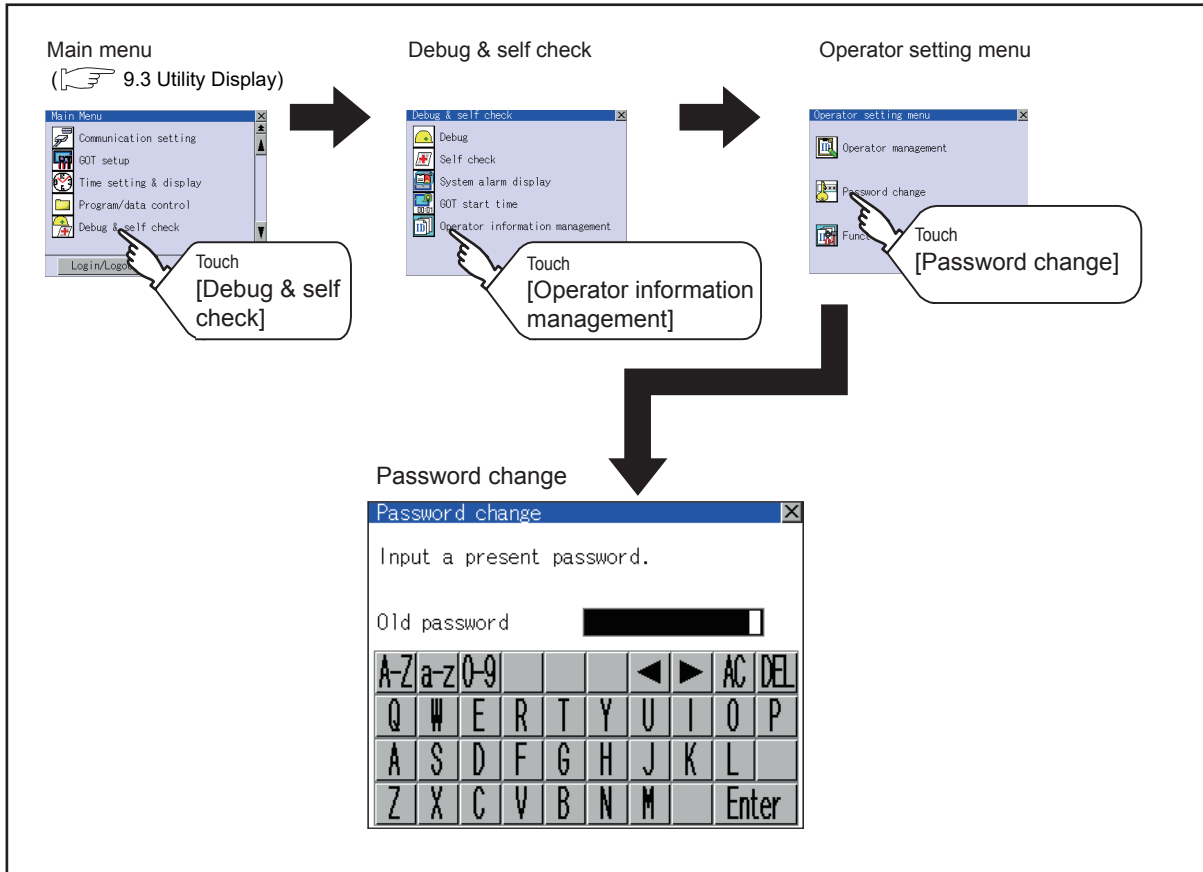 Main menu
( 9.3 Utility Display)
Debug & self check
Operator setting menu
Main Menu
Communication setting
GOT setup
Time setting & display
Program/data control
Debug & self check
Touch
[Debug & self
check]
Debug & self check
Debug
Self check
System alarm display
GOT start time
Operator information management
Touch
[Operator information
management]
Operator setting menu
Operator management
Password change
Touch
[Password change]
Password change
Password change
Input a present password.
Old password
A-Z a-z 0-9 ◀ ▶ AC DEL
Q W E R T Y U I O P
A S D F G H J K L
Z X C V B N M Enter